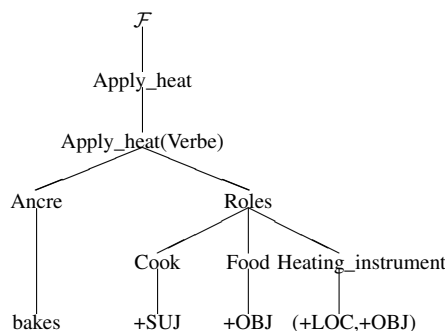 ℱ
Apply_heat
Apply_heat(Verbe)
Ancre Roles
Cook Food Heating_instrument
bakes +SUJ +OBJ (+LOC,+OBJ)